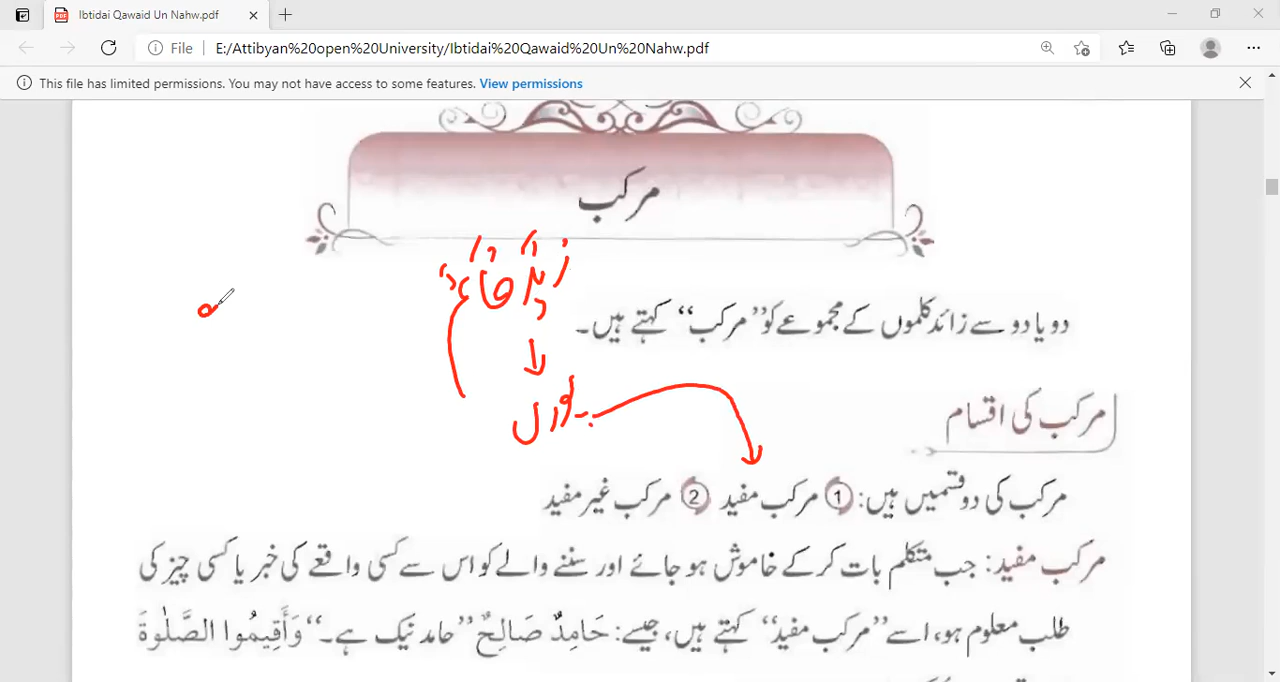 Ibtidai Qawaid Un Nahw.pdf
File E:/Attibyan%20open%20University/Ibtidai%20Qawaid%20Un%20Nahw.pdf
This file has limited permissions. You may not have access to some features. View permissions
مرکب
دو یا دو سے زائد کلموں کے مجموعے کو ”مرکب“ کہتے ہیں۔
مرکب کی اقسام
مرکب کی دو قسمیں ہیں: 1 مرکب مفید 2 مرکب غیر مفید
مرکب مفید: جب متکلم بات کرکے خاموش ہو جائے اور سننے والے کو اس سے کسی واقعے کی خبر یا کسی چیز کی
طلب معلوم ہو، اسے ”مرکب مفید“ کہتے ہیں، جیسے: حَامِدٌ صَالِحٌ ”حامد نیک ہے۔“ وَأَقِيمُوا الصَّلٰوةَ